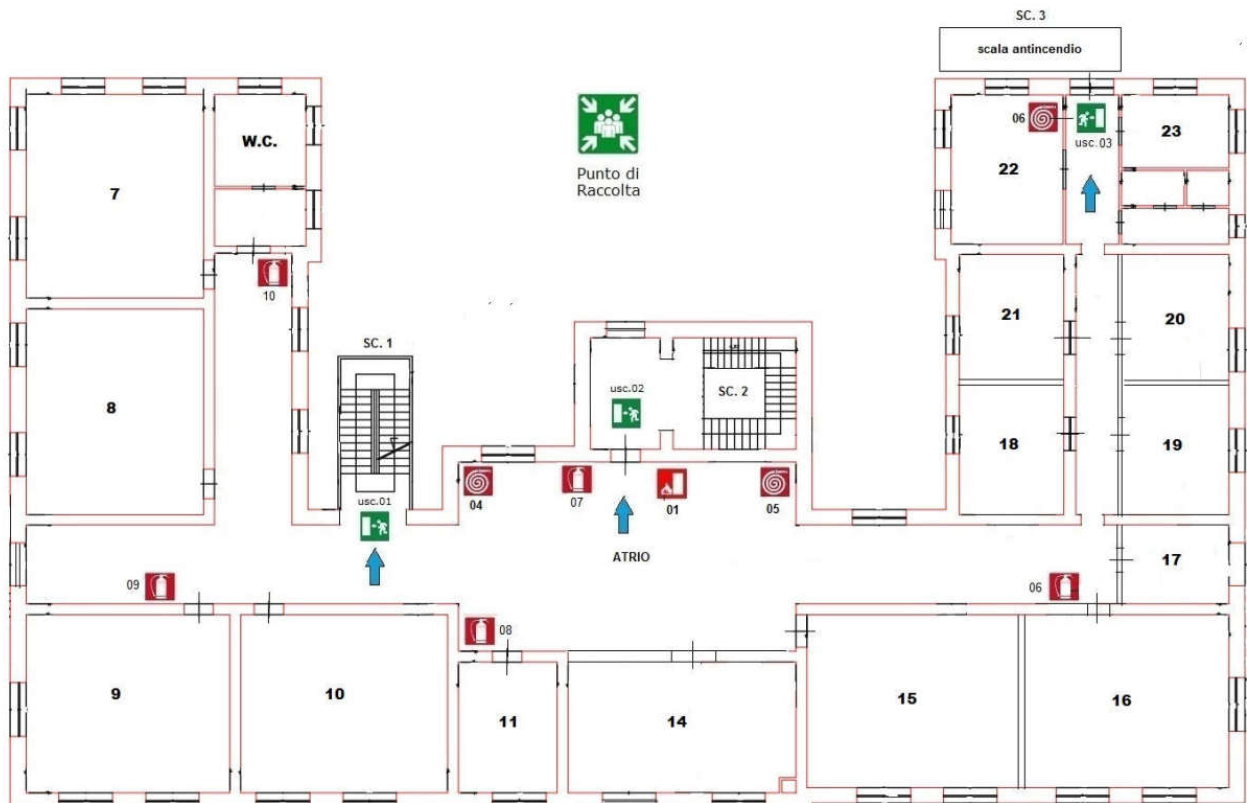 SC. 3
scala antincendio
W.C.
7
Punto di
Raccolta
06
usc.03
23
22
10
21
20
SC. 1
8
usc.02
SC. 2
18
19
usc.01
04
07
01
05
ATRIO
17
09
06
08
9
10
11
14
15
16